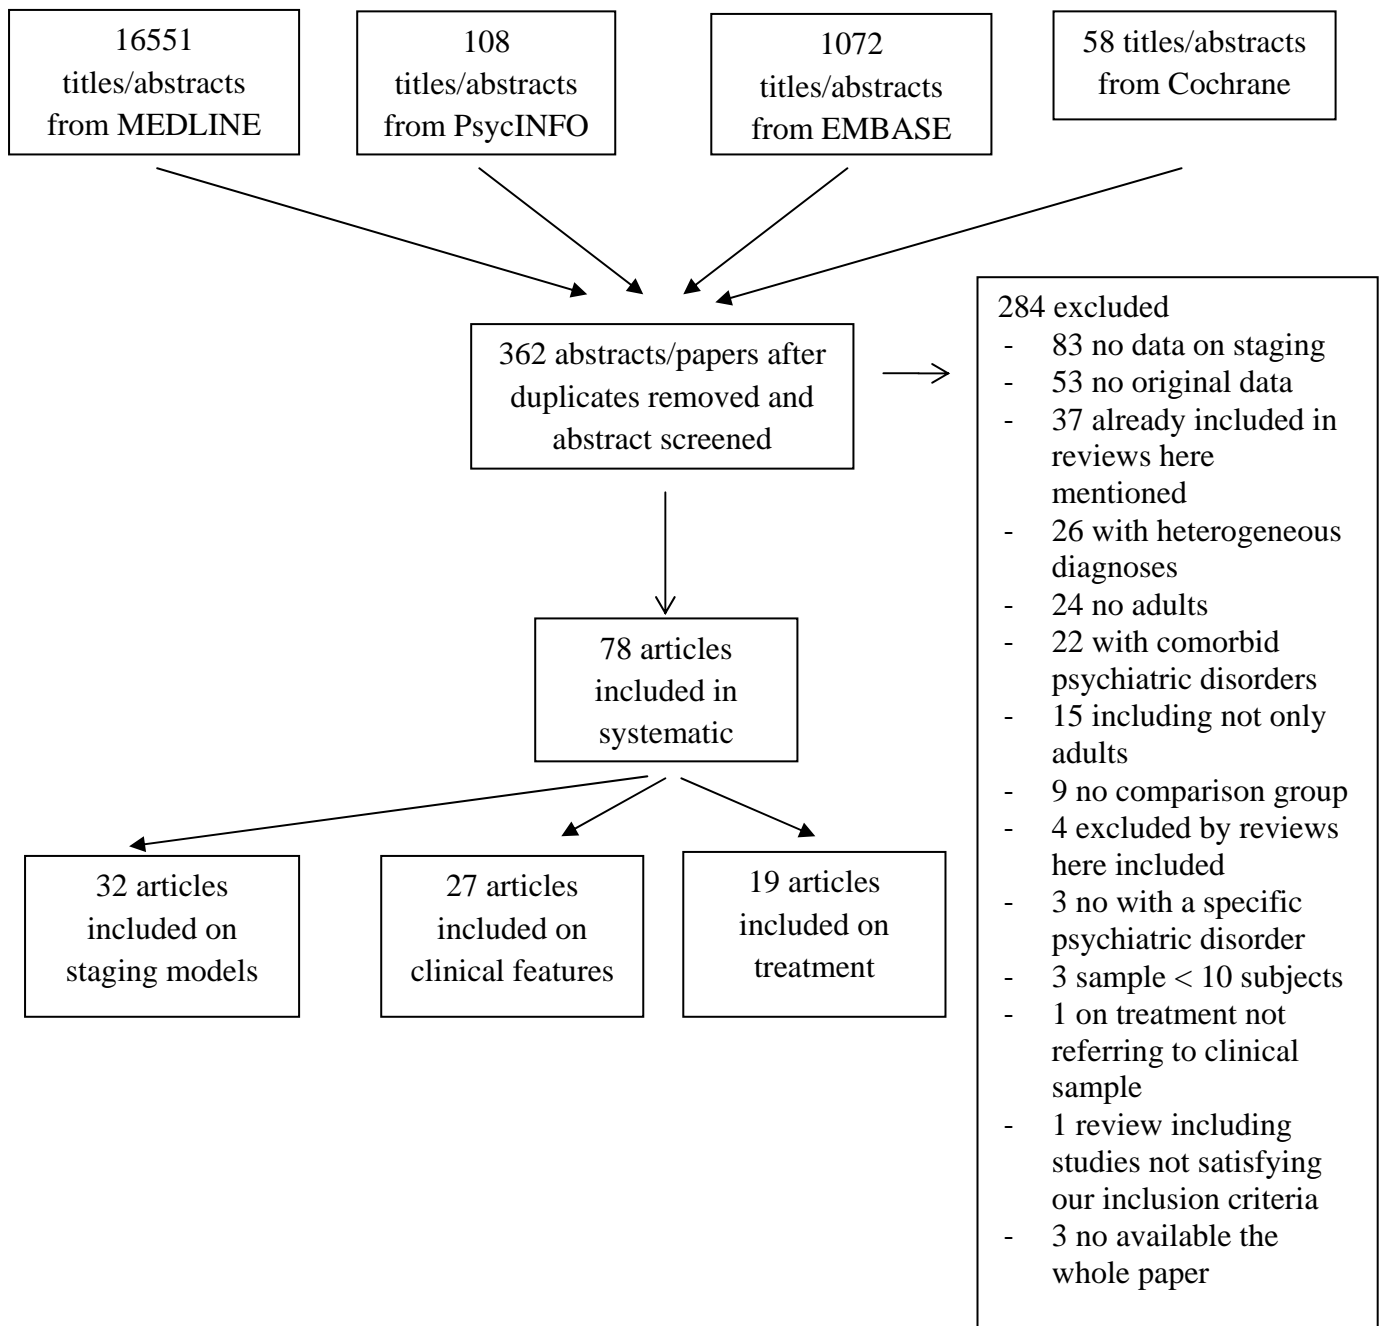 16551
titles/abstracts
from MEDLINE
108
titles/abstracts
from PsycINFO
1072
titles/abstracts
from EMBASE
58 titles/abstracts
from Cochrane
362 abstracts/papers after
duplicates removed and
abstract screened
284 excluded
- 83 no data on staging
- 53 no original data
- 37 already included in
reviews here
mentioned
- 26 with heterogeneous
diagnoses
- 24 no adults
- 22 with comorbid
psychiatric disorders
- 15 including not only
adults
- 9 no comparison group
- 4 excluded by reviews
here included
- 3 no with a specific
psychiatric disorder
- 3 sample < 10 subjects
- 1 on treatment not
referring to clinical
sample
- 1 review including
studies not satisfying
our inclusion criteria
- 3 no available the
whole paper
78 articles
included in
systematic
32 articles
included on
staging models
27 articles
included on
clinical features
19 articles
included on
treatment